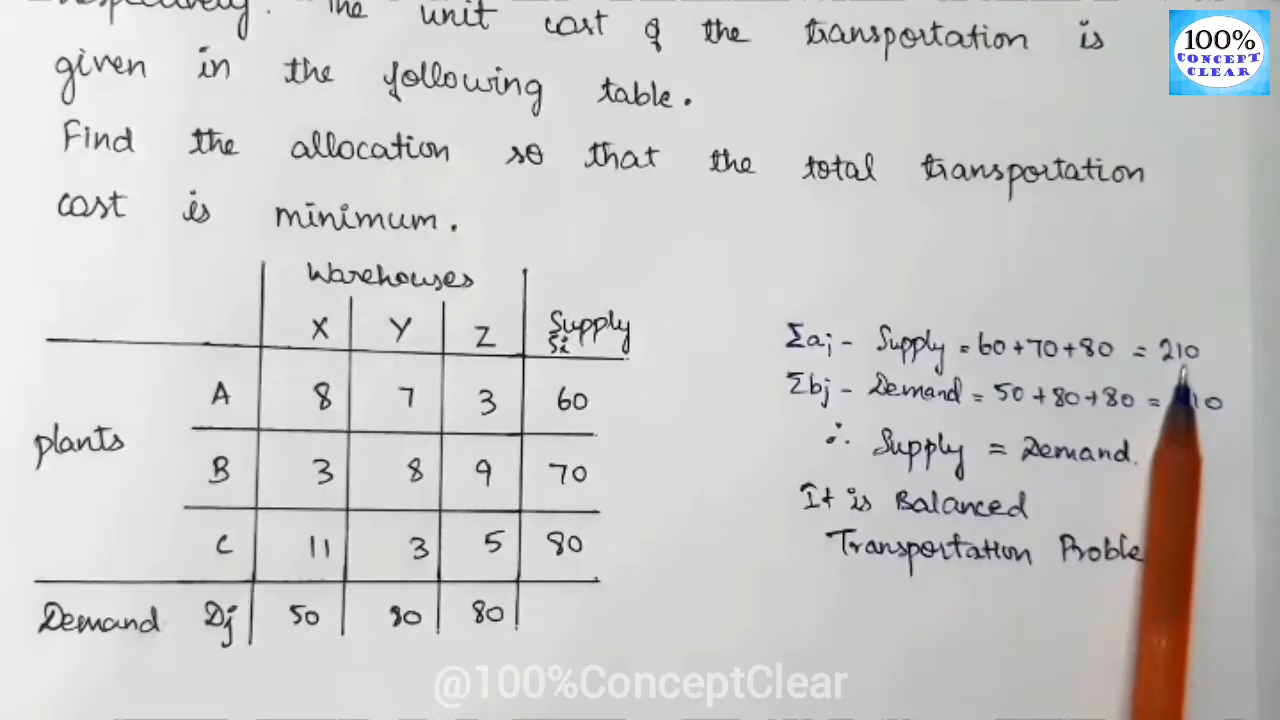 respectively. The unit cost of the transportation is
given in the following table.
Find the allocation so that the total transportation
cost is minimum.
100%
CONCEPT
CLEAR
Warehouses
X Y Z Supply Si
A 8 7 3 60
plants
B 3 8 9 70
C 11 3 5 80
Demand Dj 50 80 80
Σai - Supply = 60+70+80 = 210
Σbj - Demand = 50+80+80 = 10
∴ Supply = Demand.
It is Balanced
Transportation Proble
@100%ConceptClear